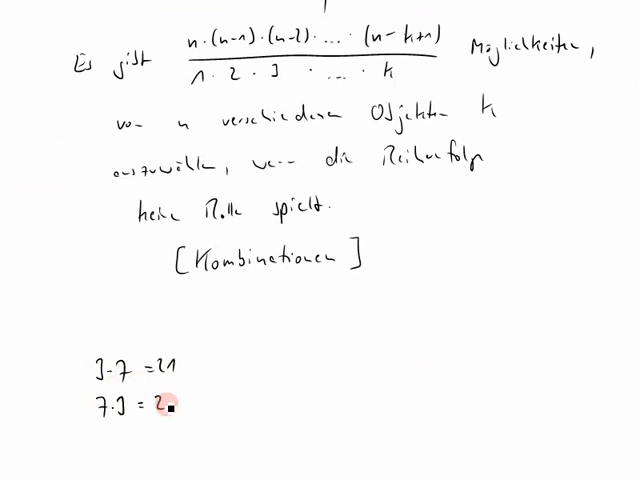 Es gibt n·(n-1)·(n-2)·...·(n-k+1) / 1·2·3·...·k Möglichkeiten,
von n verschiedenen Objekten k
auszuwählen, wenn die Reihenfolge
keine Rolle spielt.
[Kombinationen]
3·7 = 21
7·3 = 2